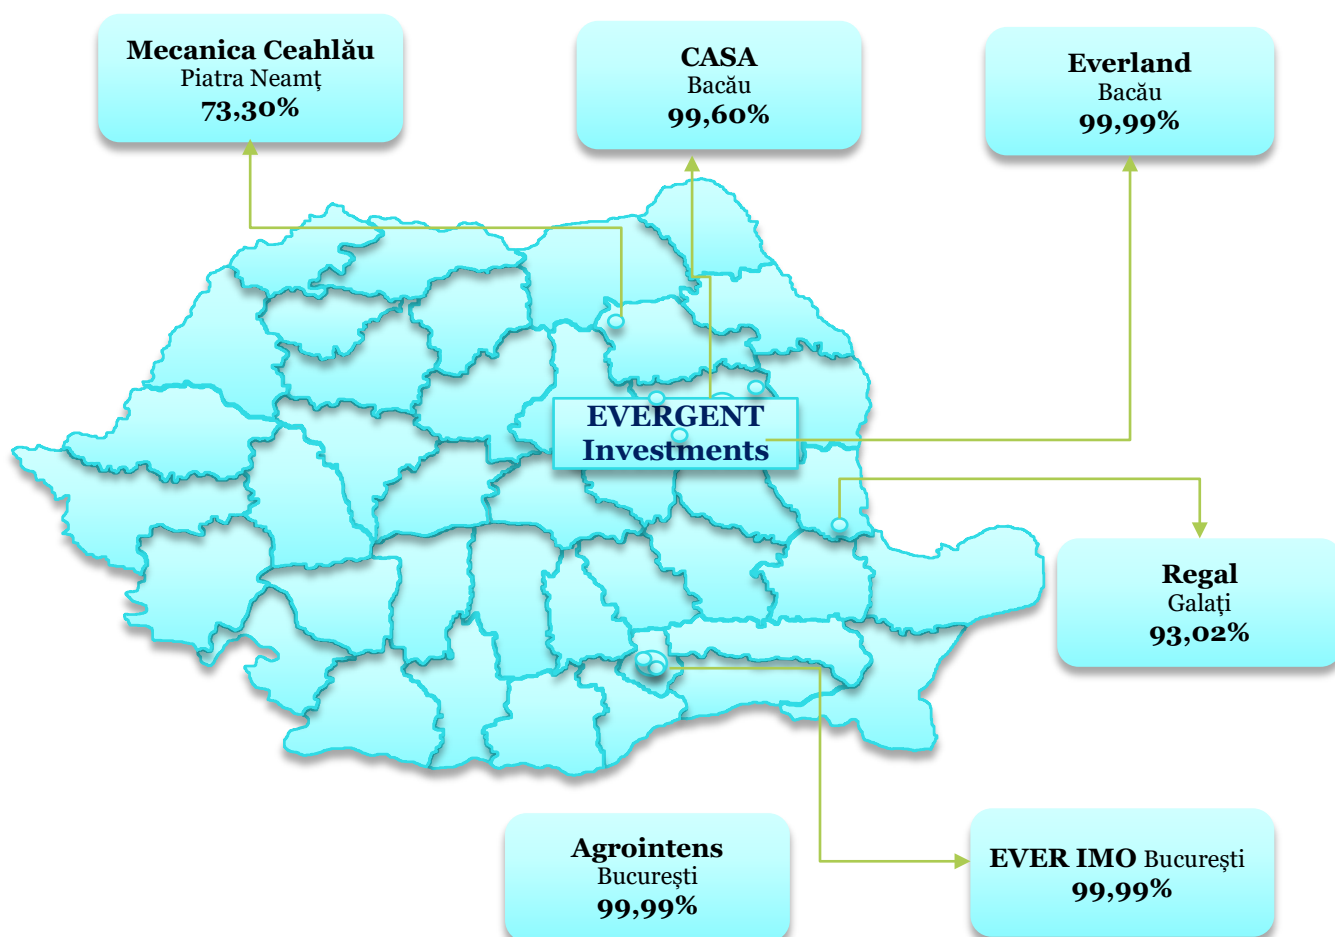 Mecanica Ceahlău
Piatra Neamț
73,30%
CASA
Bacău
99,60%
Everland
Bacău
99,99%
EVERGENT
Investments
Regal
Galați
93,02%
Agrointens
București
99,99%
EVER IMO București
99,99%